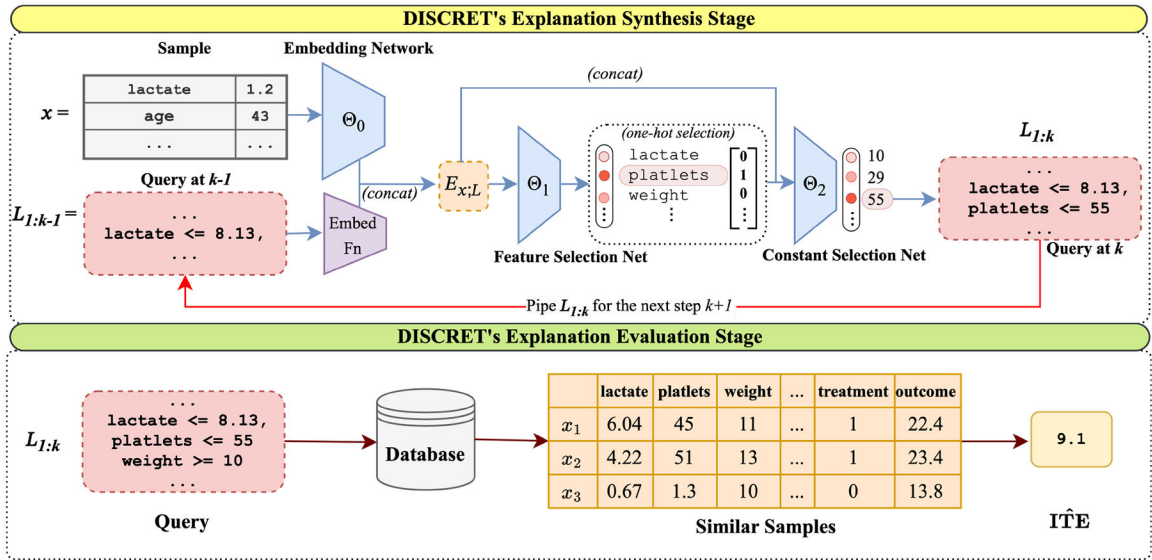 DISCRET's Explanation Synthesis Stage
Sample
Embedding Network
x =
lactate 1.2
age 43
... ...
Θ0
(concat)
Query at k-1
L1:k-1 =
...
lactate <= 8.13,
...
Embed
Fn
(concat)
Ex;L
Θ1
Feature Selection Net
(one-hot selection)
lactate 0
platlets 1
weight 0
⋮ ⋮
Θ2
Constant Selection Net
10
29
55
⋮
L1:k
...
lactate <= 8.13,
platlets <= 55
...
Query at k
Pipe L1:k for the next step k+1
DISCRET's Explanation Evaluation Stage
L1:k
...
lactate <= 8.13,
platlets <= 55
weight >= 10
...
Query
Database
lactate platlets weight ... treatment outcome
x1 6.04 45 11 ... 1 22.4
x2 4.22 51 13 ... 1 23.4
x3 0.67 1.3 10 ... 0 13.8
Similar Samples
9.1
IT̂E